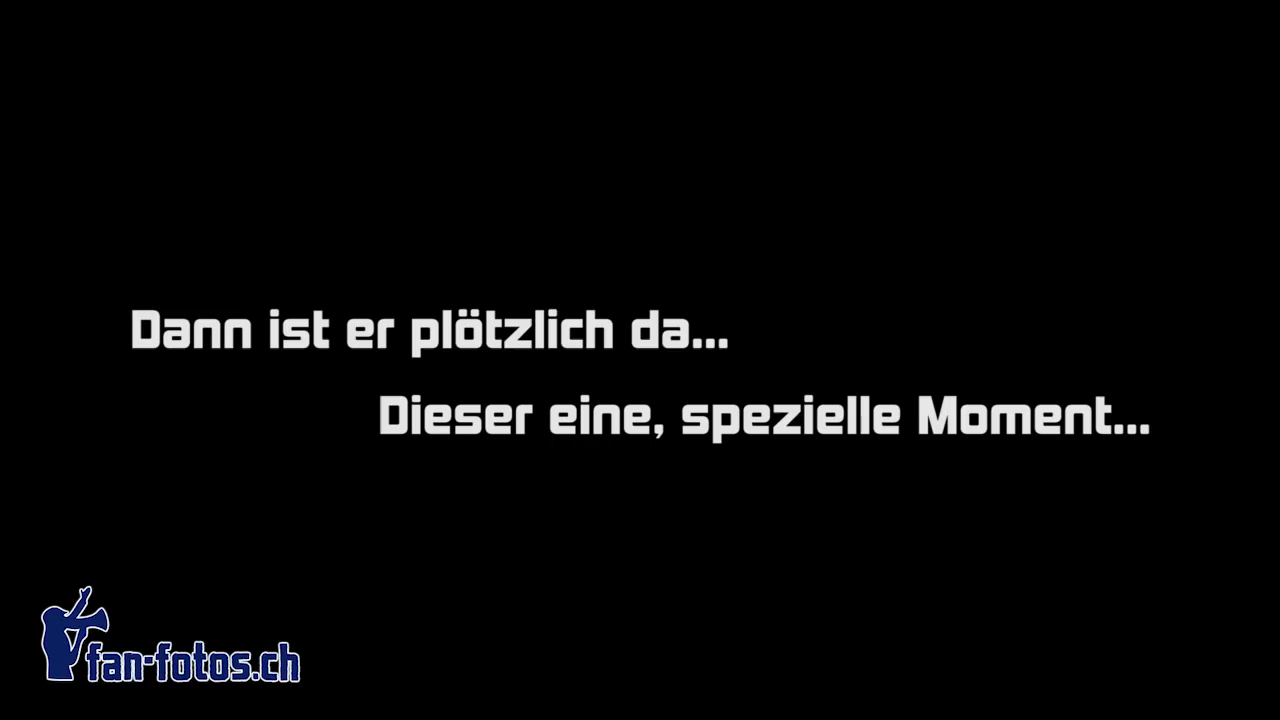 Dann ist er plötzlich da...
Dieser eine, spezielle Moment...
fan-fotos.ch